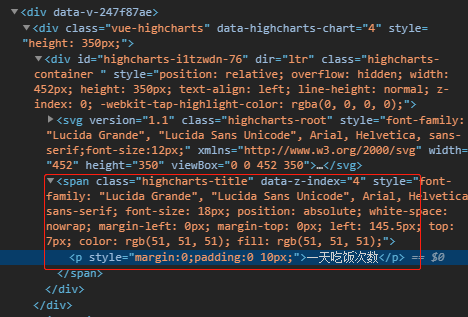 ▼<div data-v-247f87ae>
▼<div class="vue-highcharts" data-highcharts-chart="4" style=
"height: 350px;">
▼<div id="highcharts-i1tzwdn-76" dir="ltr" class="highcharts-
container " style="position: relative; overflow: hidden; width:
452px; height: 350px; text-align: left; line-height: normal; z-
index: 0; -webkit-tap-highlight-color: rgba(0, 0, 0, 0);">
▶<svg version="1.1" class="highcharts-root" style="font-family:
"Lucida Grande", "Lucida Sans Unicode", Arial, Helvetica, sans-
serif;font-size:12px;" xmlns="http://www.w3.org/2000/svg" width=
"452" height="350" viewBox="0 0 452 350">…</svg>
▼<span class="highcharts-title" data-z-index="4" style="font-
family: "Lucida Grande", "Lucida Sans Unicode", Arial, Helvetica,
sans-serif; font-size: 18px; position: absolute; white-space:
nowrap; margin-left: 0px; margin-top: 0px; left: 145.5px; top:
7px; color: rgb(51, 51, 51); fill: rgb(51, 51, 51);">
<p style="margin:0;padding:0 10px;">一天吃饭次数</p> == $0
</span>
</div>
</div>
</div>